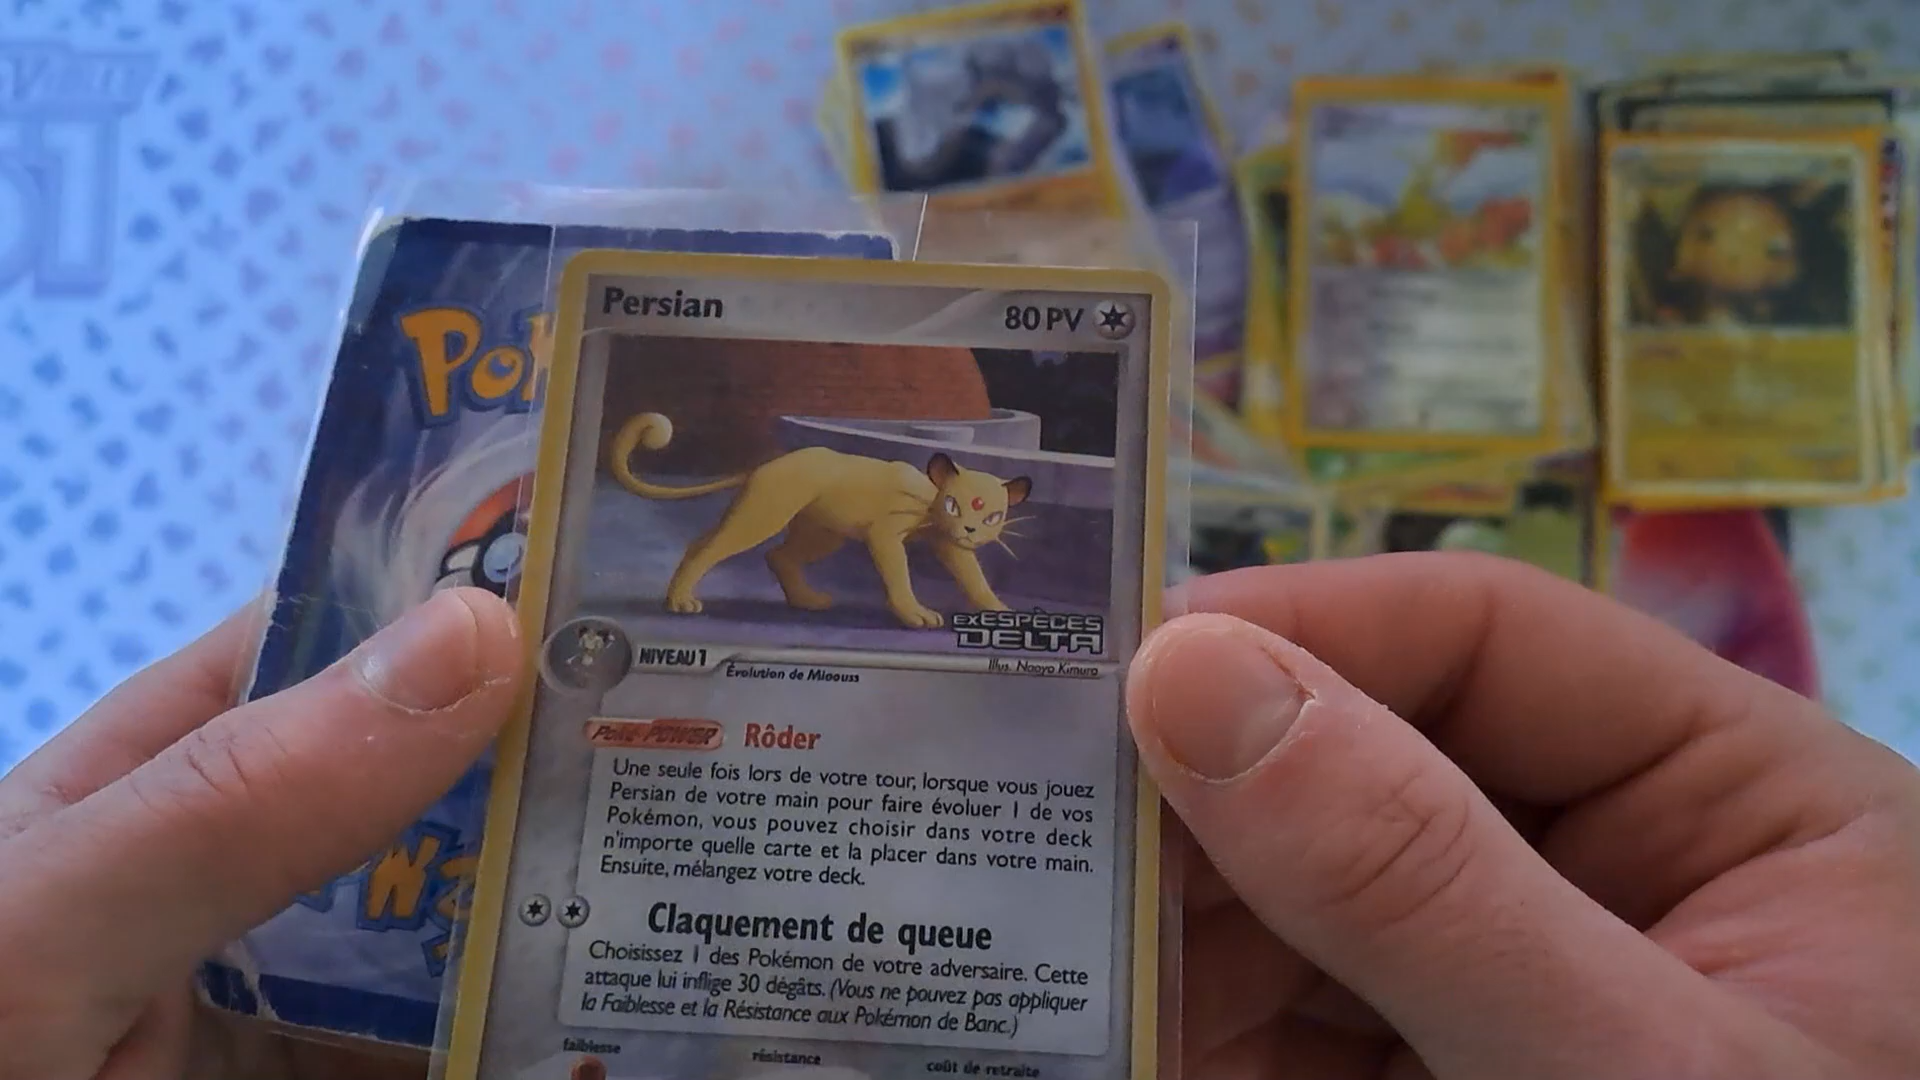 Persian
80 PV
exESPÈCES
DELTA
NIVEAU 1
Évolution de Miaouss
Illus. Naoyo Kimura
Poké-POWER Rôder
Une seule fois lors de votre tour, lorsque vous jouez
Persian de votre main pour faire évoluer 1 de vos
Pokémon, vous pouvez choisir dans votre deck
n'importe quelle carte et la placer dans votre main.
Ensuite, mélangez votre deck.
Claquement de queue
Choisissez 1 des Pokémon de votre adversaire. Cette
attaque lui inflige 30 dégâts. (Vous ne pouvez pas appliquer
la Faiblesse et la Résistance aux Pokémon de Banc.)
faiblesse
résistance
coût de retraite
Pok
151